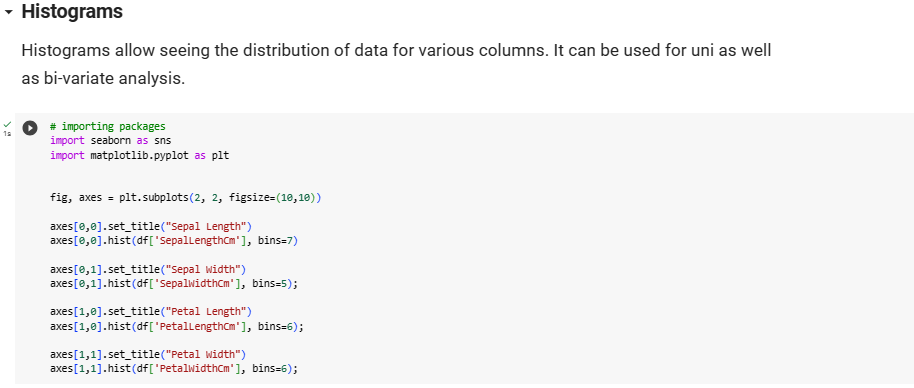 Histograms
Histograms allow seeing the distribution of data for various columns. It can be used for uni as well
as bi-variate analysis.
1s
# importing packages
import seaborn as sns
import matplotlib.pyplot as plt
fig, axes = plt.subplots(2, 2, figsize=(10,10))
axes[0,0].set_title("Sepal Length")
axes[0,0].hist(df['SepalLengthCm'], bins=7)
axes[0,1].set_title("Sepal Width")
axes[0,1].hist(df['SepalWidthCm'], bins=5);
axes[1,0].set_title("Petal Length")
axes[1,0].hist(df['PetalLengthCm'], bins=6);
axes[1,1].set_title("Petal Width")
axes[1,1].hist(df['PetalWidthCm'], bins=6);